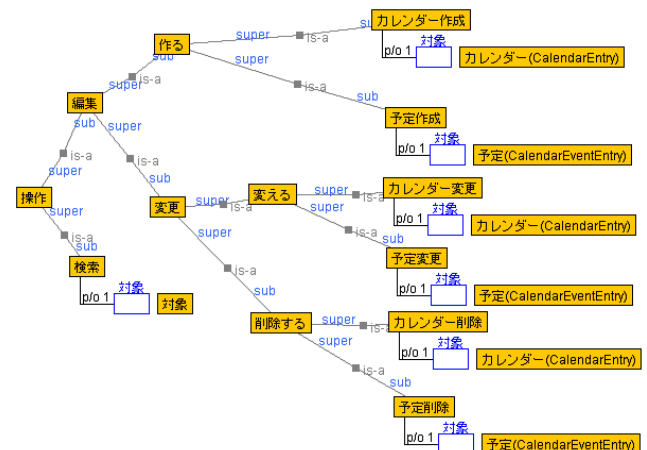 カレンダー作成
super
is-a
su
対象
作る
p/o 1
カレンダー(CalendarEntry)
sub
super
is-a
super
is-a
sub
編集
予定作成
sub
super
対象
p/o 1
予定(CalendarEventEntry)
is-a
is-a
super
sub
カレンダー変更
変える
super
is-a
操作
変更
super
is-a
対象
super
super
p/o 1
カレンダー(CalendarEntry)
is-a
super
is-a
sub
sub
検索
予定変更
is-a
対象
対象
p/o 1
対象
p/o 1
予定(CalendarEventEntry)
sub
削除する
super
is-a
カレンダー削除
super
対象
p/o 1
カレンダー(CalendarEntry)
is-a
sub
予定削除
対象
p/o 1
予定(CalendarEventEntry)